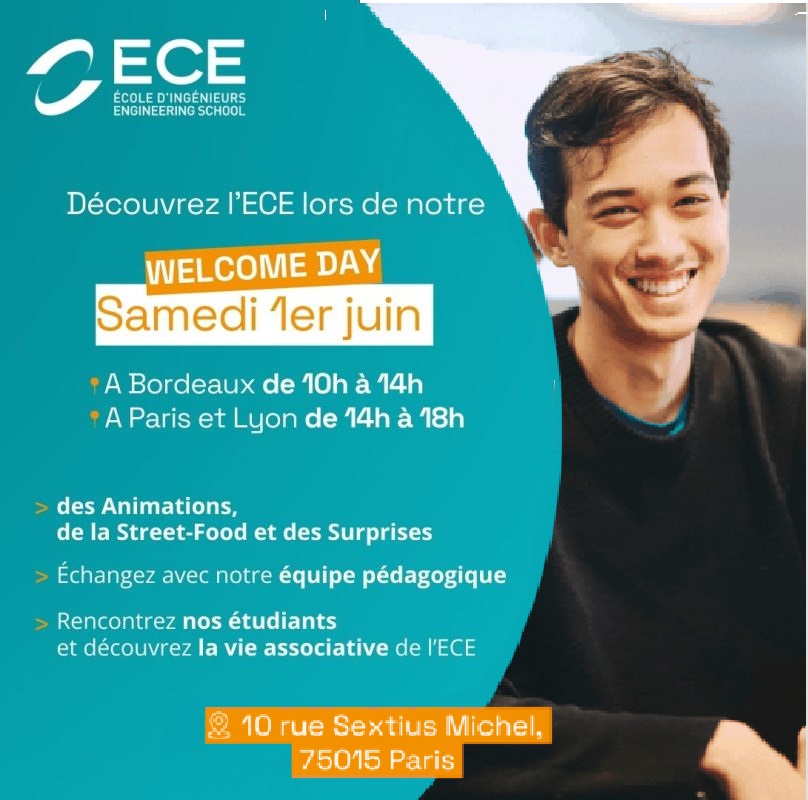 ECE
ÉCOLE D'INGÉNIEURS
ENGINEERING SCHOOL
Découvrez l'ECE lors de notre
WELCOME DAY
Samedi 1er juin
A Bordeaux de 10h à 14h
A Paris et Lyon de 14h à 18h
> des Animations,
de la Street-Food et des Surprises
> Échangez avec notre équipe pédagogique
> Rencontrez nos étudiants
et découvrez la vie associative de l'ECE
10 rue Sextius Michel,
75015 Paris